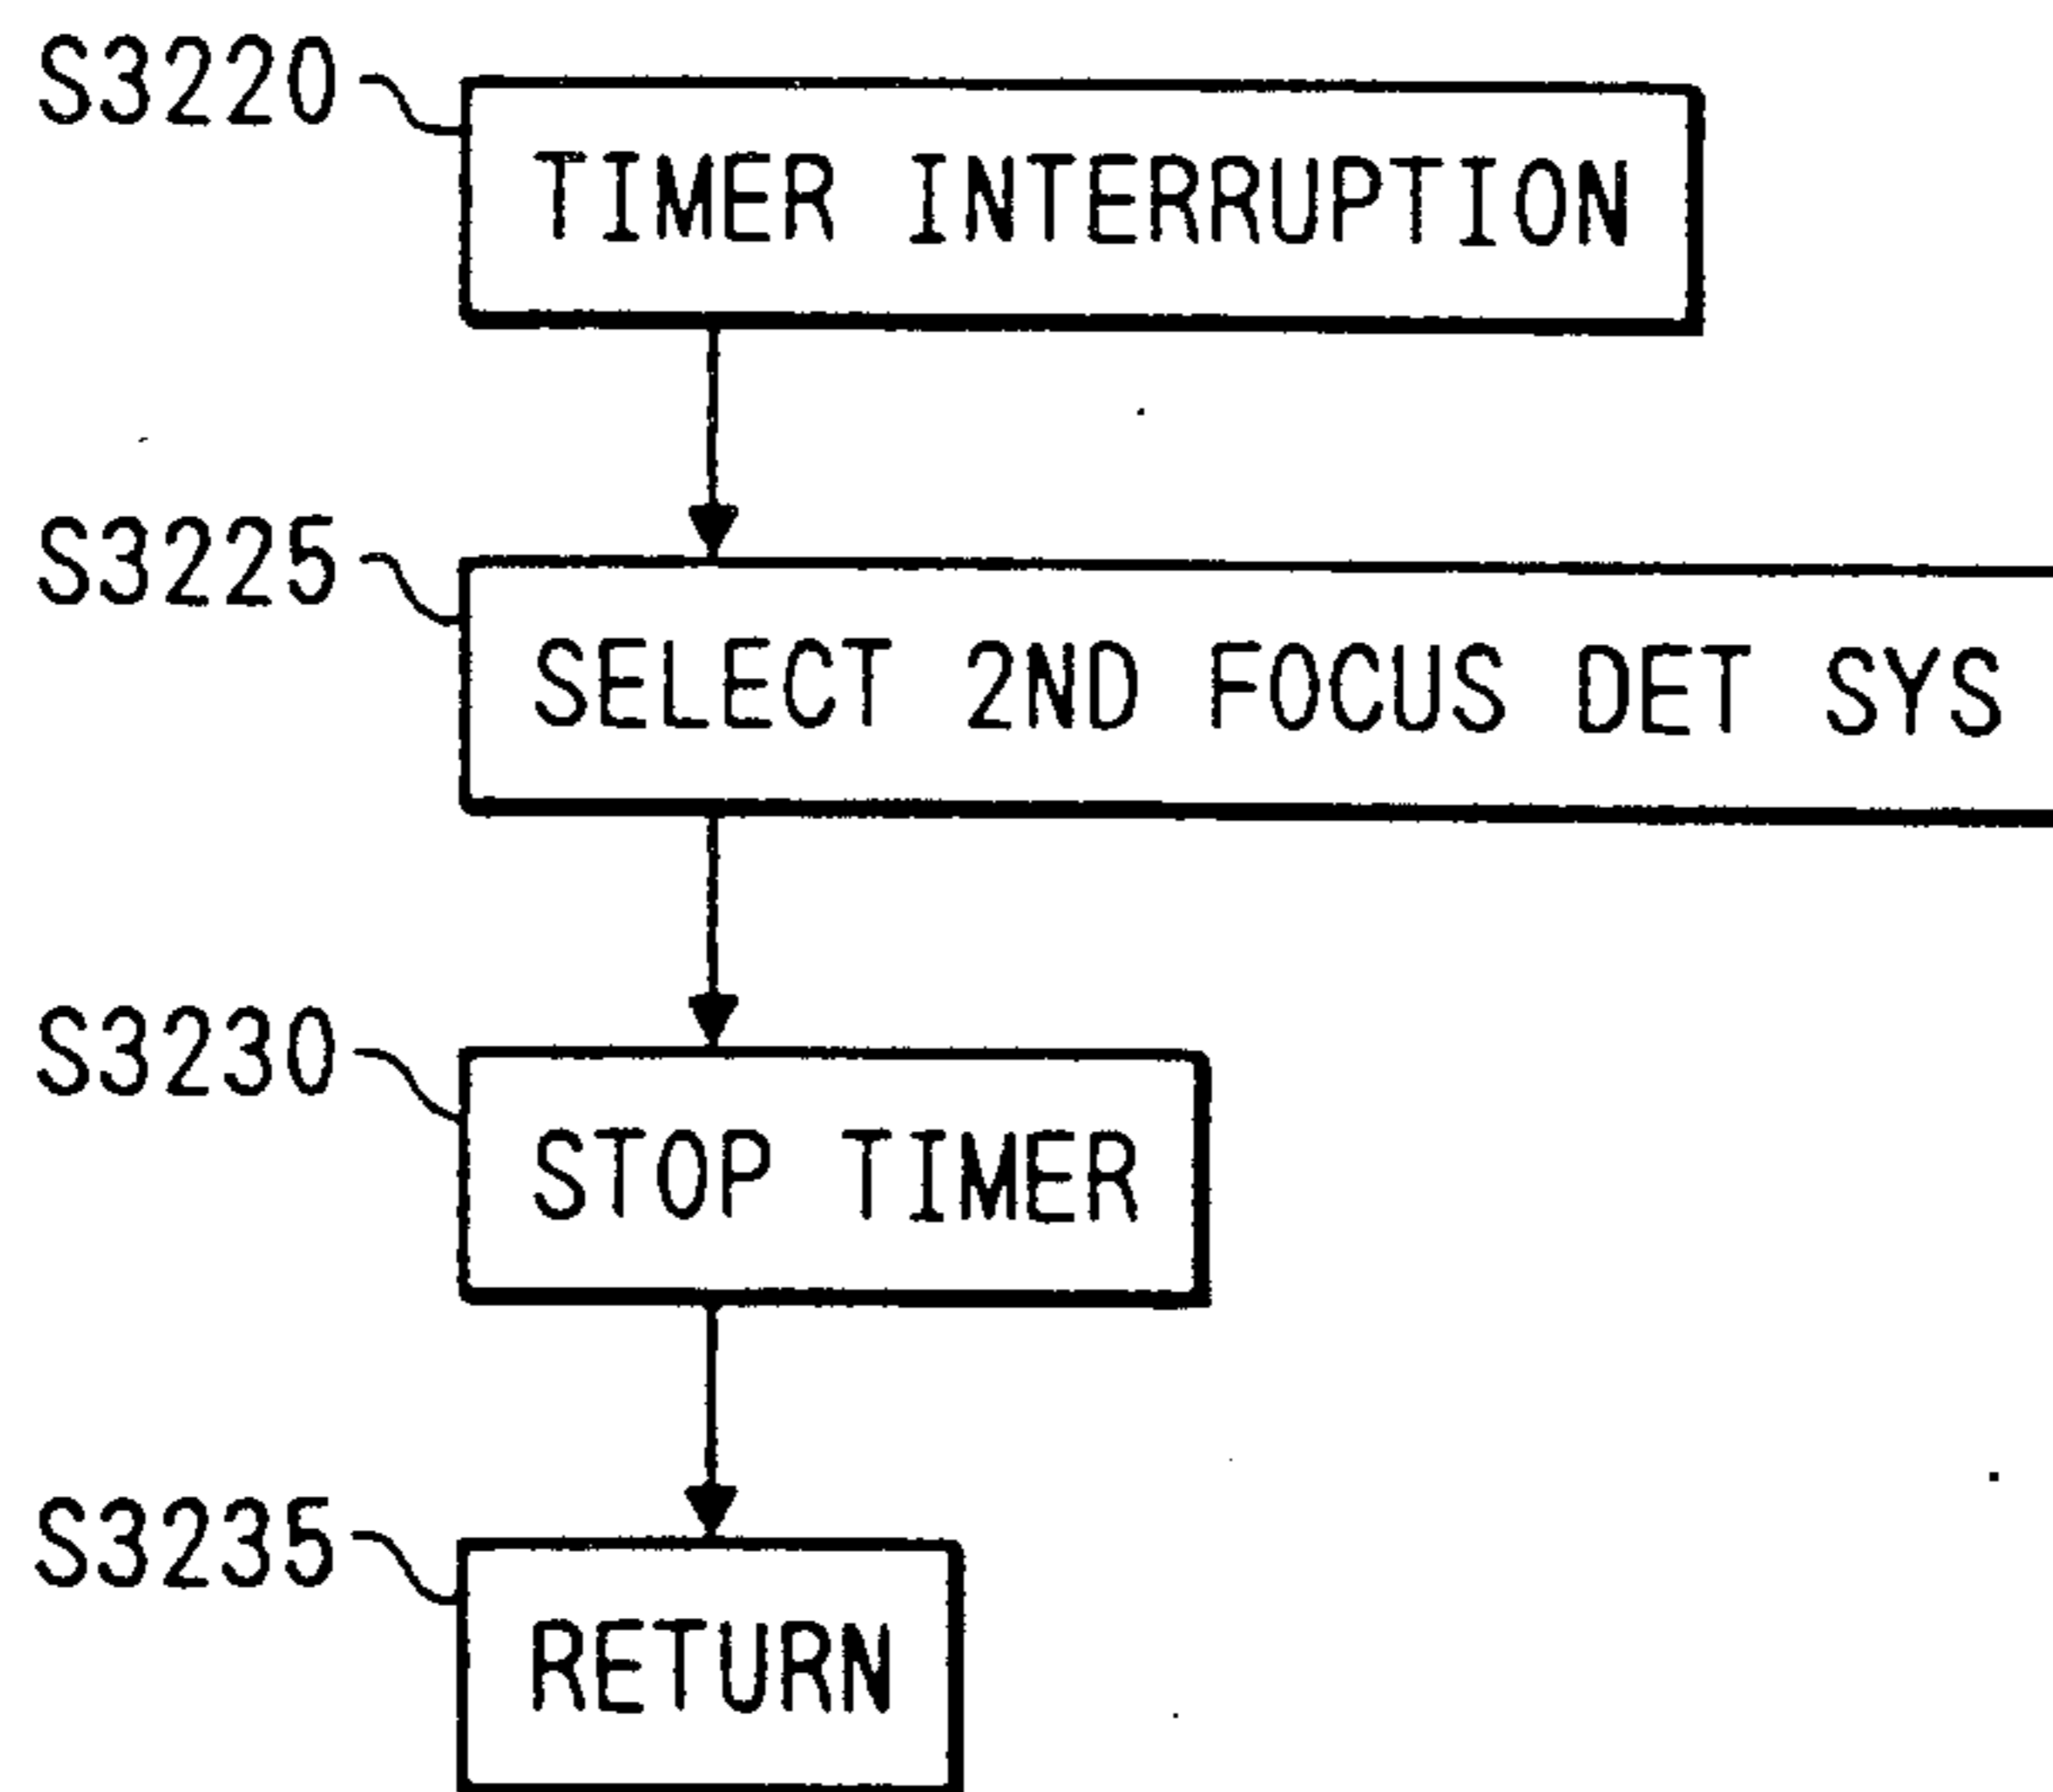 S3220
TIMER INTERRUPTION
S3225
SELECT 2ND FOCUS DET SYS
S3230
STOP TIMER
S3235
RETURN